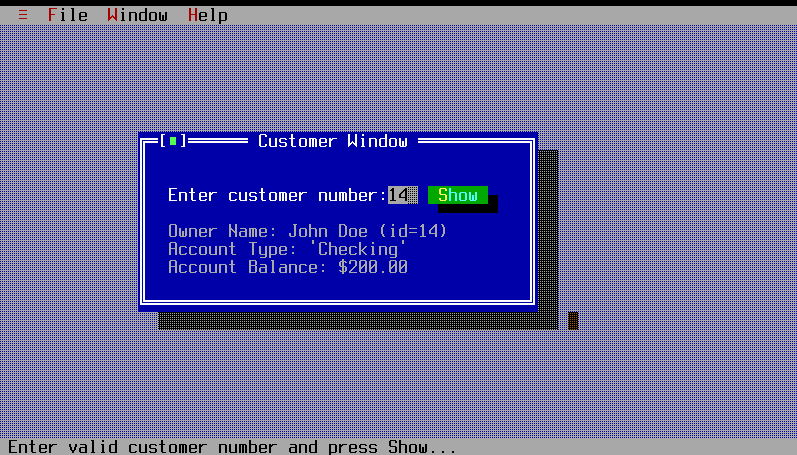 ≡ File Window Help
[■] Customer Window
Enter customer number:14 Show
Owner Name: John Doe (id=14)
Account Type: 'Checking'
Account Balance: $200.00
Enter valid customer number and press Show...